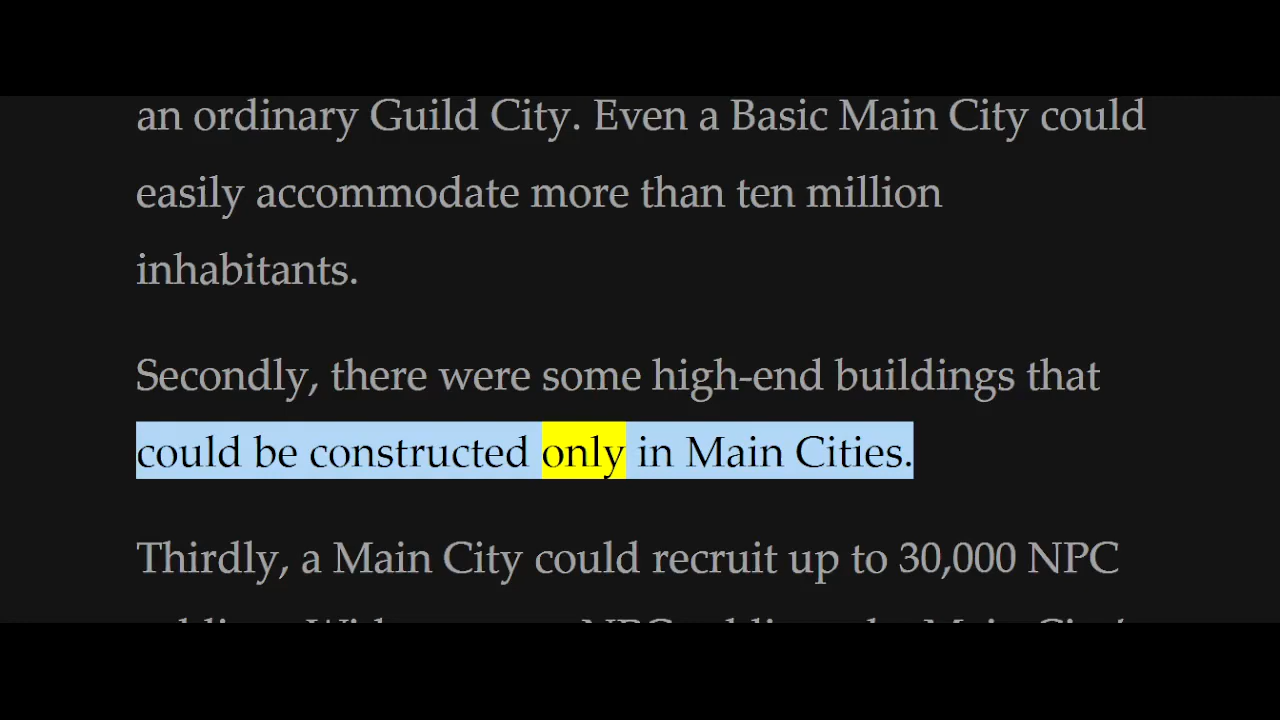 an ordinary Guild City. Even a Basic Main City could
easily accommodate more than ten million
inhabitants.
Secondly, there were some high-end buildings that
could be constructed only in Main Cities.
Thirdly, a Main City could recruit up to 30,000 NPC